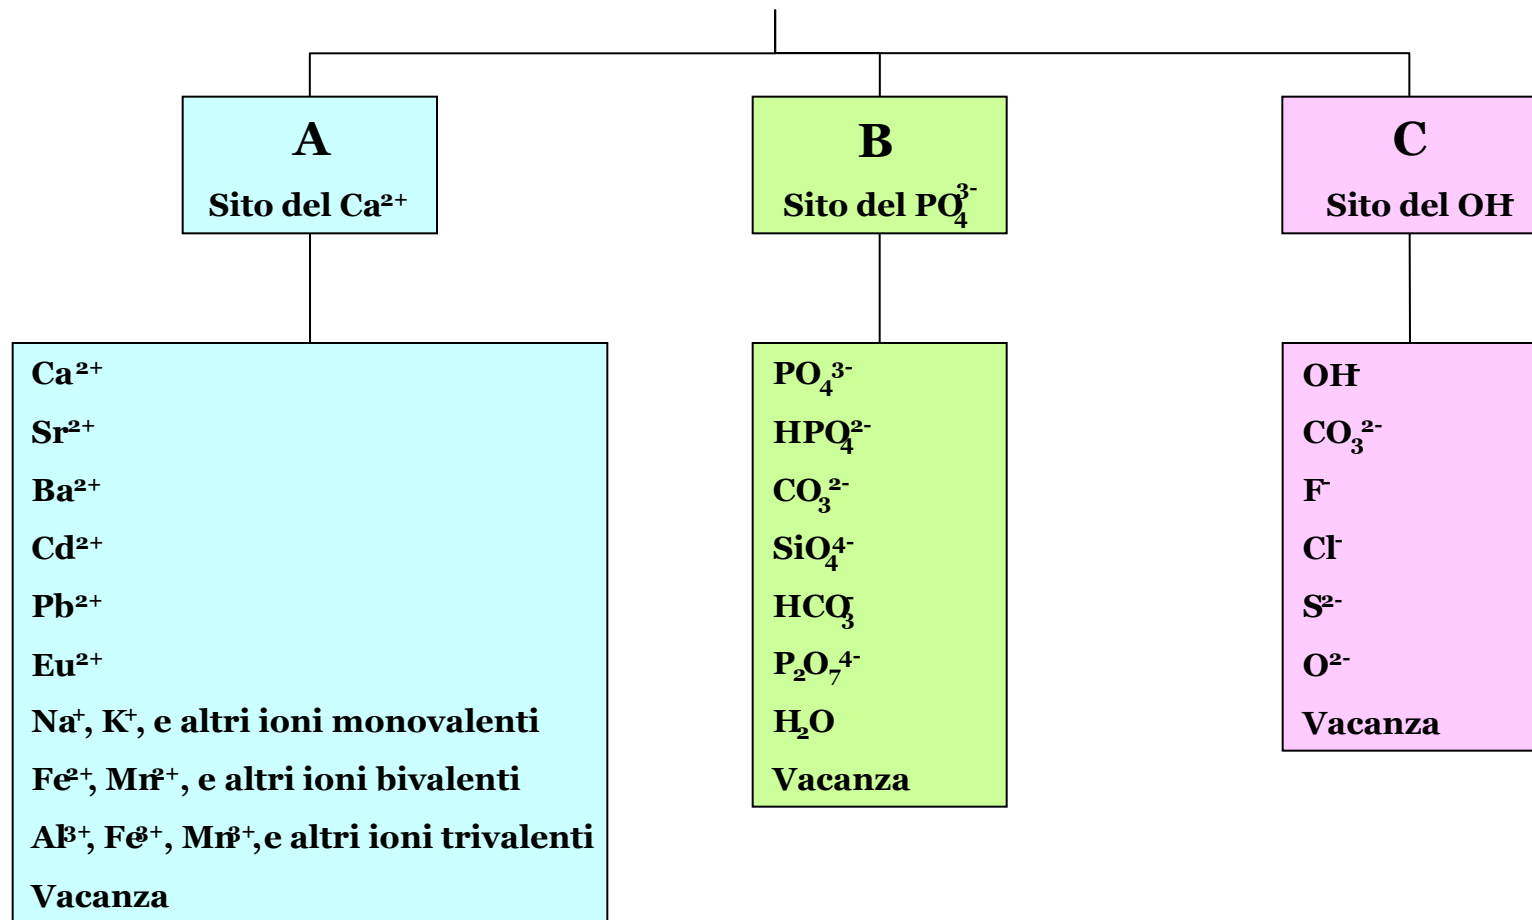 A
Sito del Ca²⁺
B
Sito del PO₄³⁻
C
Sito del OH⁻
Ca²⁺
Sr²⁺
Ba²⁺
Cd²⁺
Pb²⁺
Eu²⁺
Na⁺, K⁺, e altri ioni monovalenti
Fe²⁺, Mn²⁺, e altri ioni bivalenti
Al³⁺, Fe³⁺, Mn³⁺, e altri ioni trivalenti
Vacanza
PO₄³⁻
HPO₄²⁻
CO₃²⁻
SiO₄⁴⁻
HCO₃⁻
P₂O₇⁴⁻
H₂O
Vacanza
OH⁻
CO₃²⁻
F⁻
Cl⁻
S²⁻
O²⁻
Vacanza